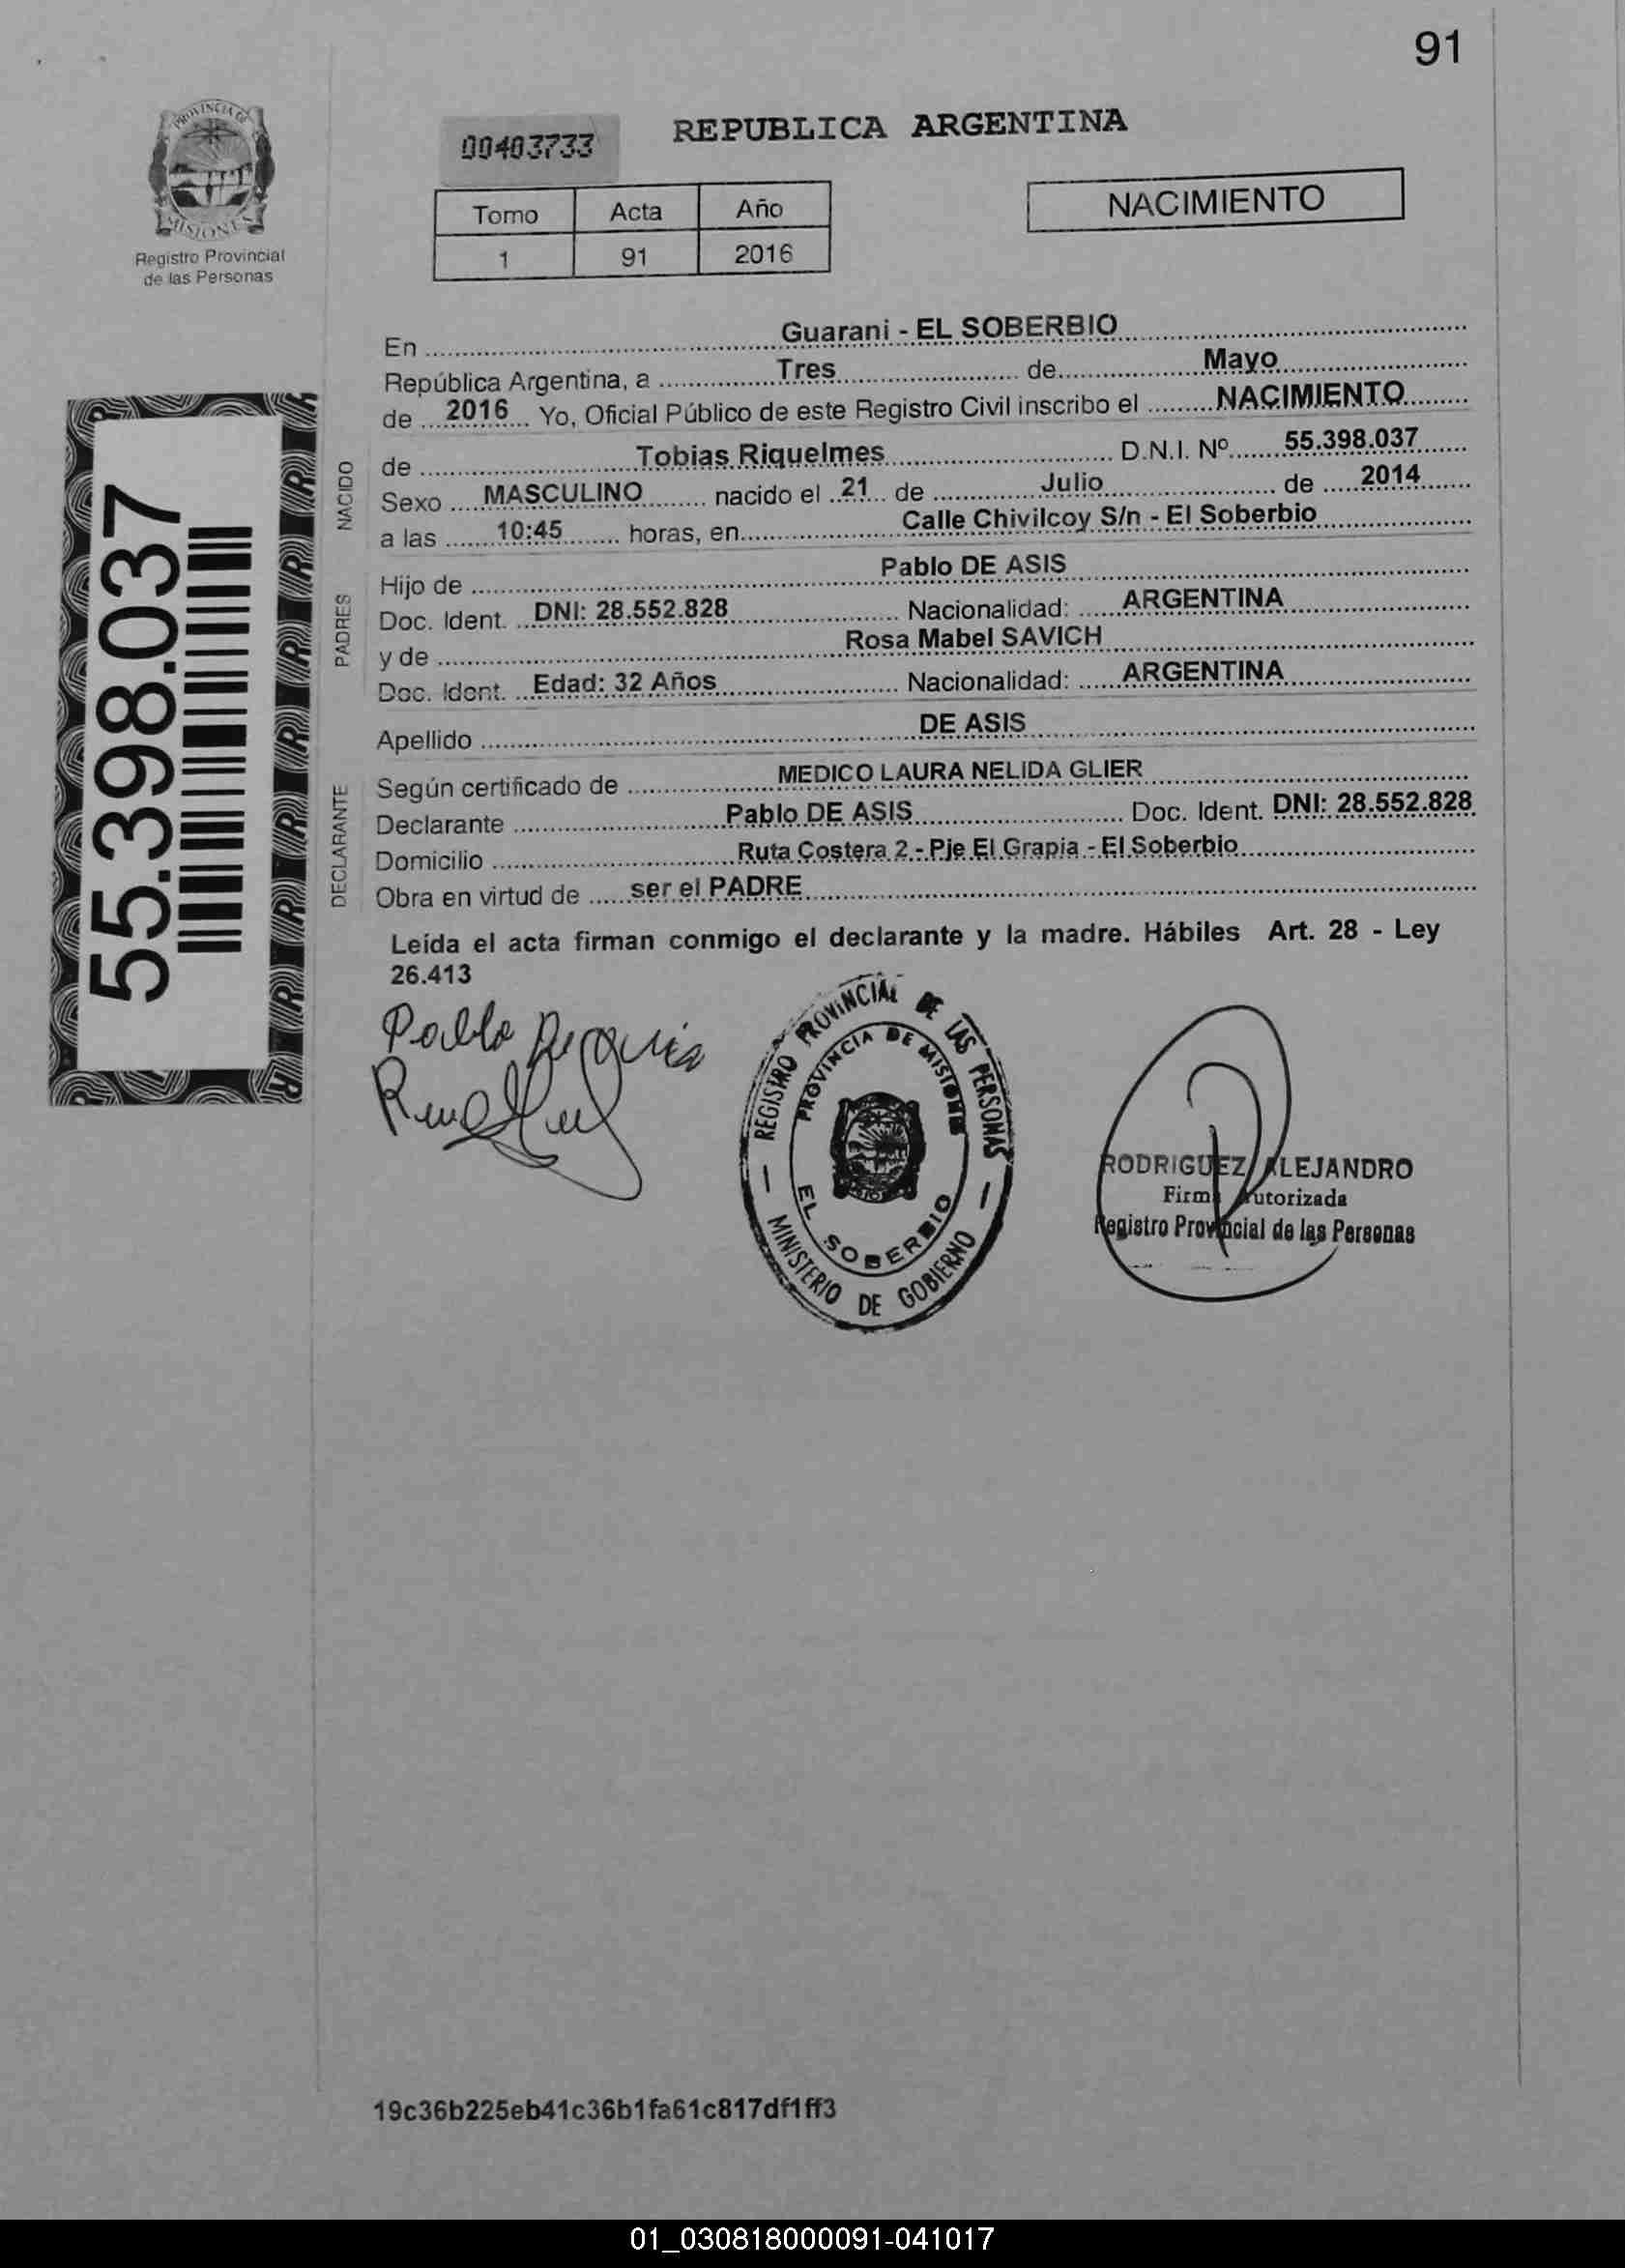 91
PROVINCIA DE
MISIONES
Registro Provincial
de las Personas
00403733
REPUBLICA ARGENTINA
Tomo Acta Año
1 91 2016
NACIMIENTO
En Guarani - EL SOBERBIO
República Argentina, a Tres de Mayo
de 2016 Yo, Oficial Público de este Registro Civil inscribo el NACIMIENTO
NACIDO
de Tobias Riquelmes D.N.I. Nº 55.398.037
Sexo MASCULINO nacido el 21 de Julio de 2014
a las 10:45 horas, en Calle Chivilcoy S/n - El Soberbio
PADRES
Hijo de Pablo DE ASIS
Doc. Ident. DNI: 28.552.828 Nacionalidad: ARGENTINA
y de Rosa Mabel SAVICH
Doc. Ident. Edad: 32 Años Nacionalidad: ARGENTINA
Apellido DE ASIS
DECLARANTE
Según certificado de MEDICO LAURA NELIDA GLIER
Declarante Pablo DE ASIS Doc. Ident. DNI: 28.552.828
Domicilio Ruta Costera 2 - Pje El Grapia - El Soberbio
Obra en virtud de ser el PADRE
Leída el acta firman conmigo el declarante y la madre. Hábiles Art. 28 - Ley
26.413
55.398.037
Pablo
REGISTRO PROVINCIAL DE LAS PERSONAS
PROVINCIA DE MISIONES
EL SOBERBIO
MINISTERIO DE GOBIERNO
RODRIGUEZ ALEJANDRO
Firma Autorizada
Registro Provincial de las Personas
19c36b225eb41c36b1fa61c817df1ff3
01_030818000091-041017